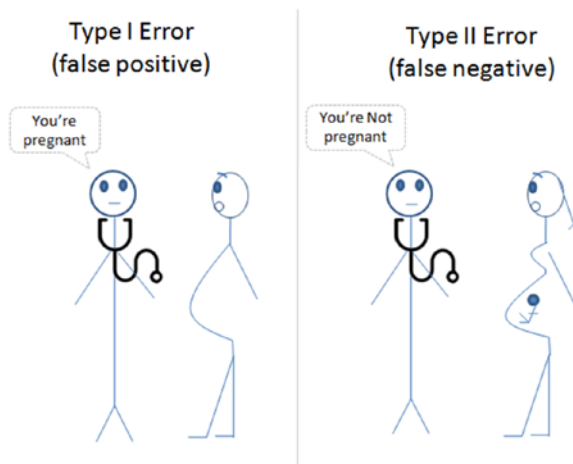 Type I Error
(false positive)
You're
pregnant
Type II Error
(false negative)
You're Not
pregnant